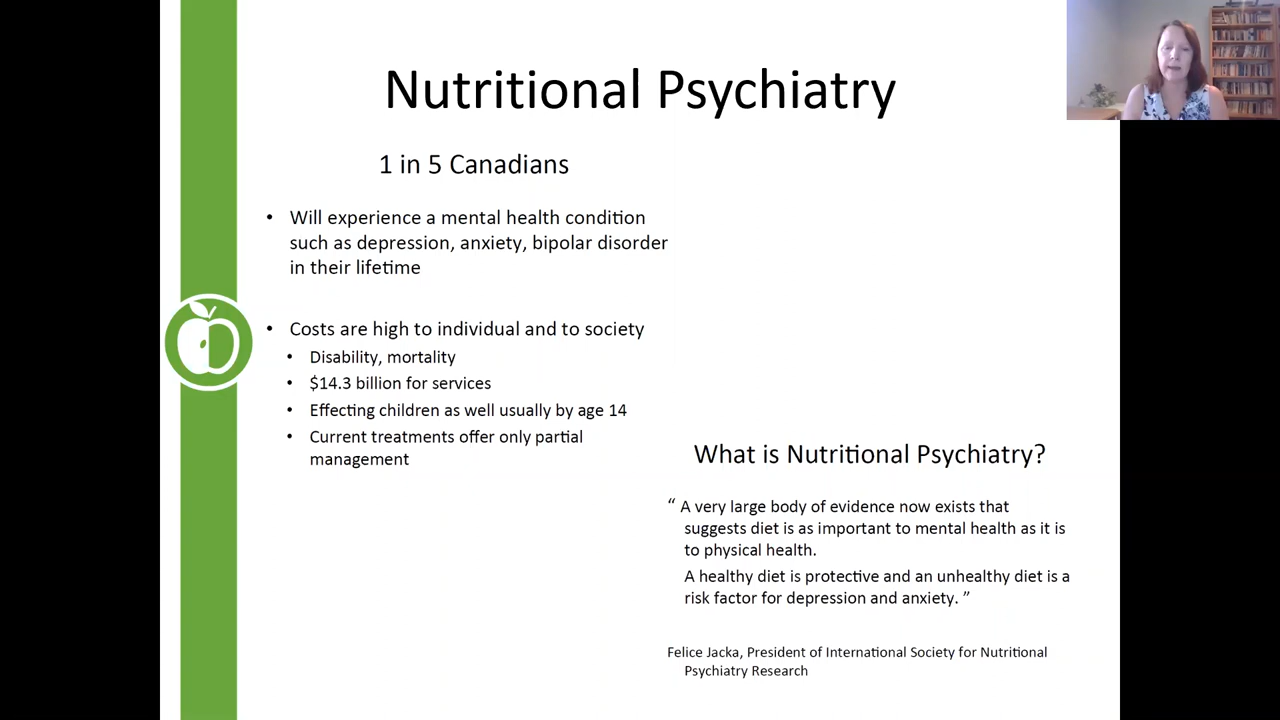 Nutritional Psychiatry
1 in 5 Canadians
• Will experience a mental health condition
such as depression, anxiety, bipolar disorder
in their lifetime
• Costs are high to individual and to society
• Disability, mortality
• $14.3 billion for services
• Effecting children as well usually by age 14
• Current treatments offer only partial
management
What is Nutritional Psychiatry?
“ A very large body of evidence now exists that
suggests diet is as important to mental health as it is
to physical health.
A healthy diet is protective and an unhealthy diet is a
risk factor for depression and anxiety. ”
Felice Jacka, President of International Society for Nutritional
Psychiatry Research